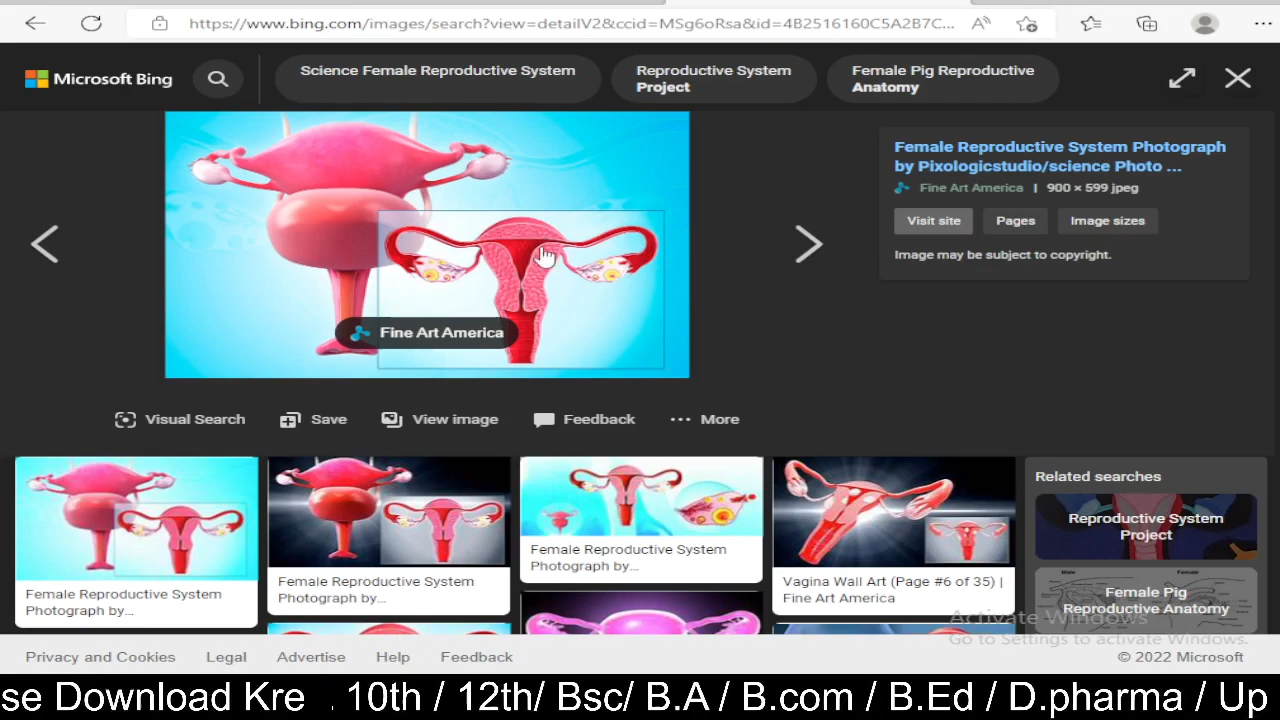 https://www.bing.com/images/search?view=detailV2&ccid=MSg6oRsa&id=4B2516160C5A2B7C...
Microsoft Bing
Science Female Reproductive System
Reproductive System
Project
Female Pig Reproductive
Anatomy
Female Reproductive System Photograph
by Pixologicstudio/science Photo ...
Fine Art America | 900 × 599 jpeg
Visit site
Pages
Image sizes
Image may be subject to copyright.
Fine Art America
Visual Search
Save
View image
Feedback
More
Female Reproductive System
Photograph by...
Female Reproductive System
Photograph by...
Female Reproductive System
Photograph by...
Vagina Wall Art (Page #6 of 35) |
Fine Art America
Related searches
Reproductive System
Project
Male
Female
Female Pig
Reproductive Anatomy
Activate Windows
Go to Settings to activate Windows.
Privacy and Cookies
Legal
Advertise
Help
Feedback
© 2022 Microsoft
se Download Kre . 10th / 12th/ Bsc/ B.A / B.com / B.Ed / D.pharma / Up